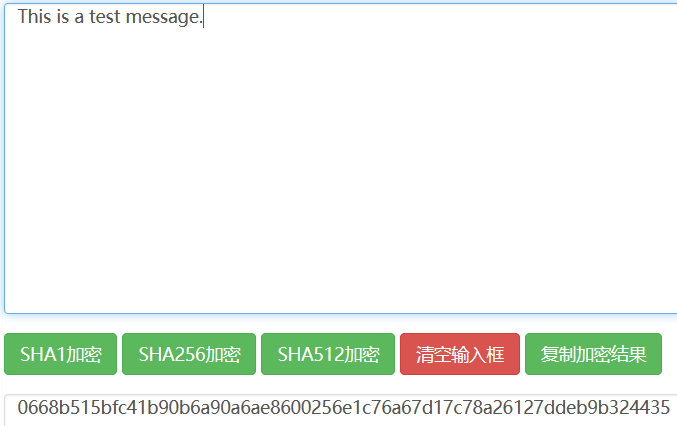 This is a test message.
SHA1加密 SHA256加密 SHA512加密 清空输入框 复制加密结果
0668b515bfc41b90b6a90a6ae8600256e1c76a67d17c78a26127ddeb9b324435